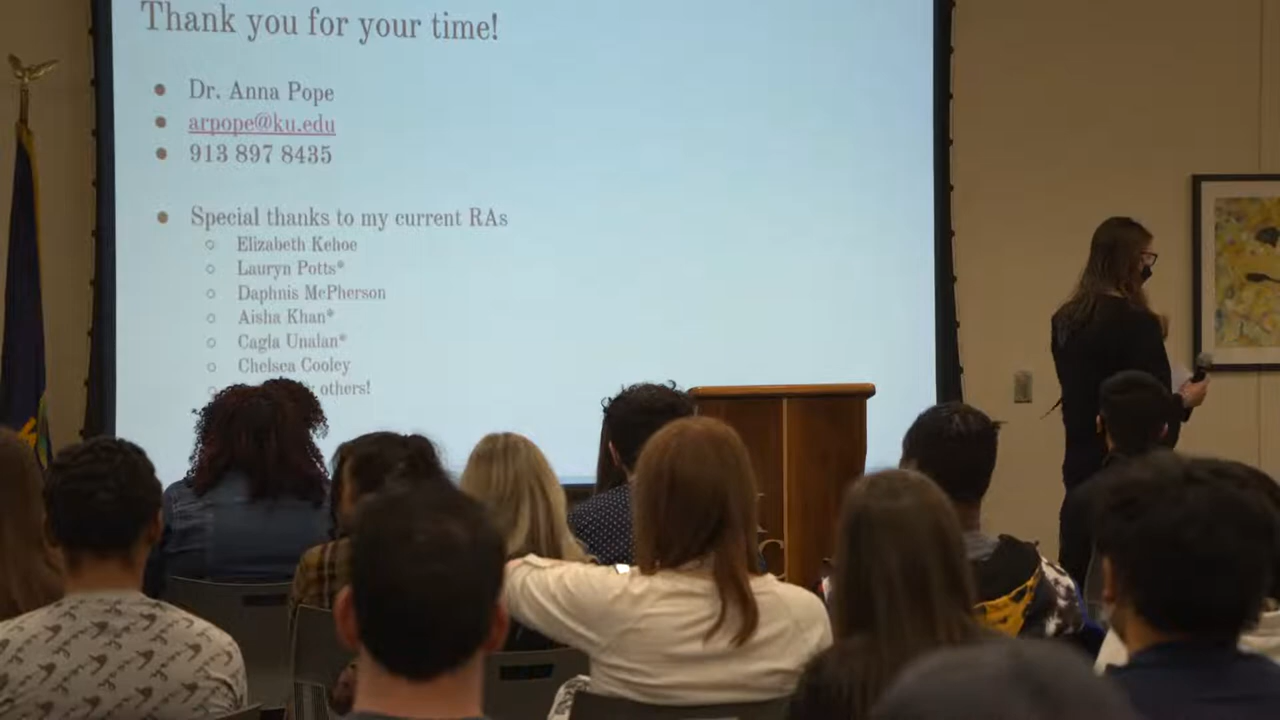 Thank you for your time!
Dr. Anna Pope
arpope@ku.edu
913 897 8435
Special thanks to my current RAs
Elizabeth Kehoe
Lauryn Potts*
Daphnis McPherson
Aisha Khan*
Cagla Unalan*
Chelsea Cooley
others!